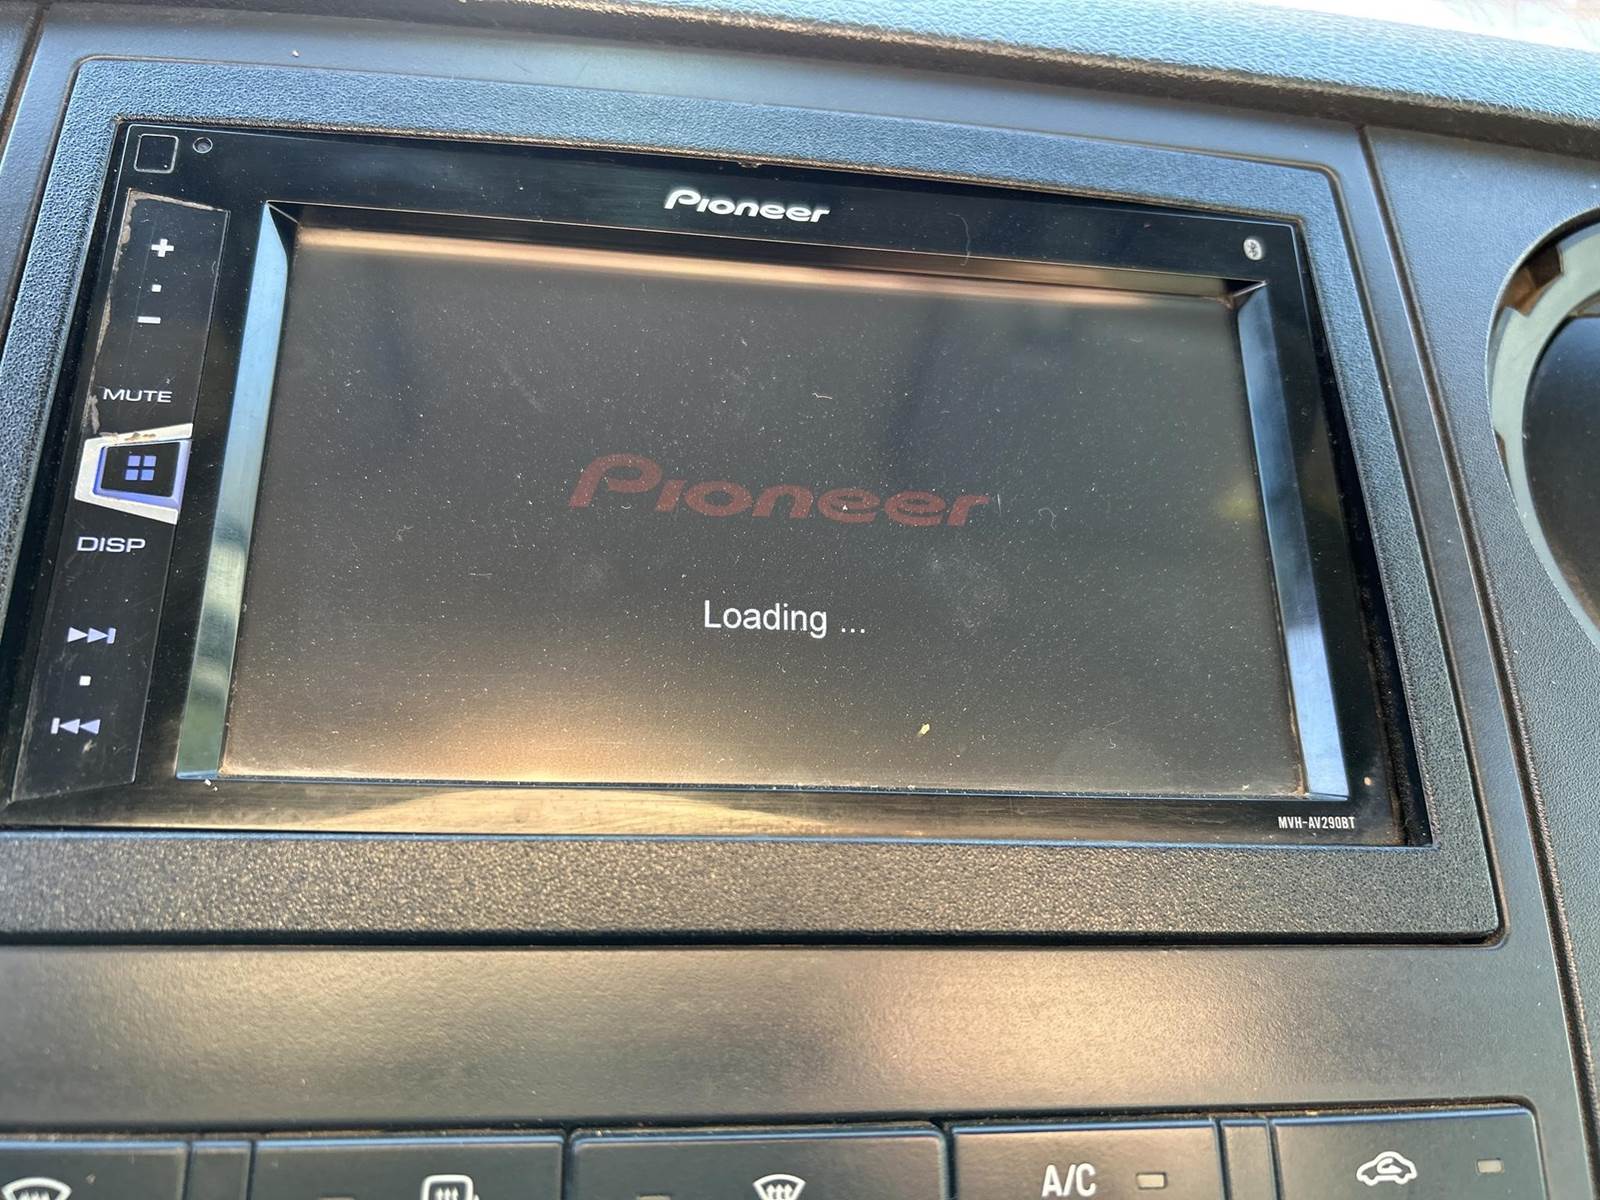 Pioneer
+
-
MUTE
DISP
Pioneer
Loading ...
MVH-AV290BT
A/C